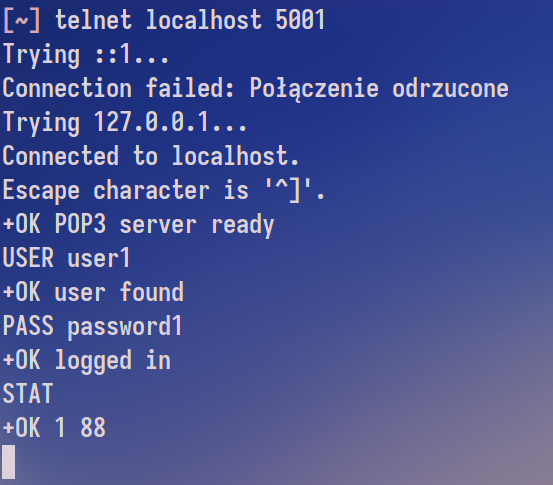 [~] telnet localhost 5001
Trying ::1...
Connection failed: Połączenie odrzucone
Trying 127.0.0.1...
Connected to localhost.
Escape character is '^]'.
+OK POP3 server ready
USER user1
+OK user found
PASS password1
+OK logged in
STAT
+OK 1 88